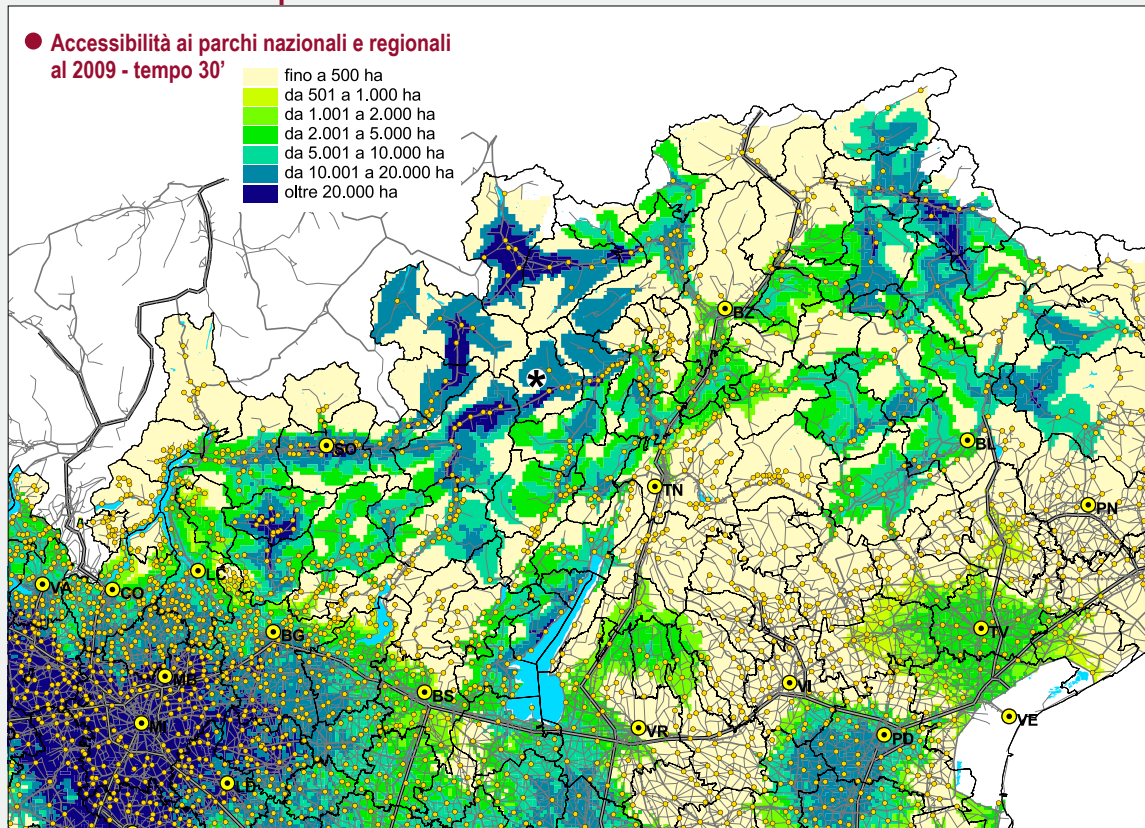 Accessibilità ai parchi nazionali e regionali
al 2009 - tempo 30'
fino a 500 ha
da 501 a 1.000 ha
da 1.001 a 2.000 ha
da 2.001 a 5.000 ha
da 5.001 a 10.000 ha
da 10.001 a 20.000 ha
oltre 20.000 ha
BZ
SO
BL
TN
PN
LC
VA
CO
BG
TV
MB
VI
BS
MI
VE
VR
PD
LO
*